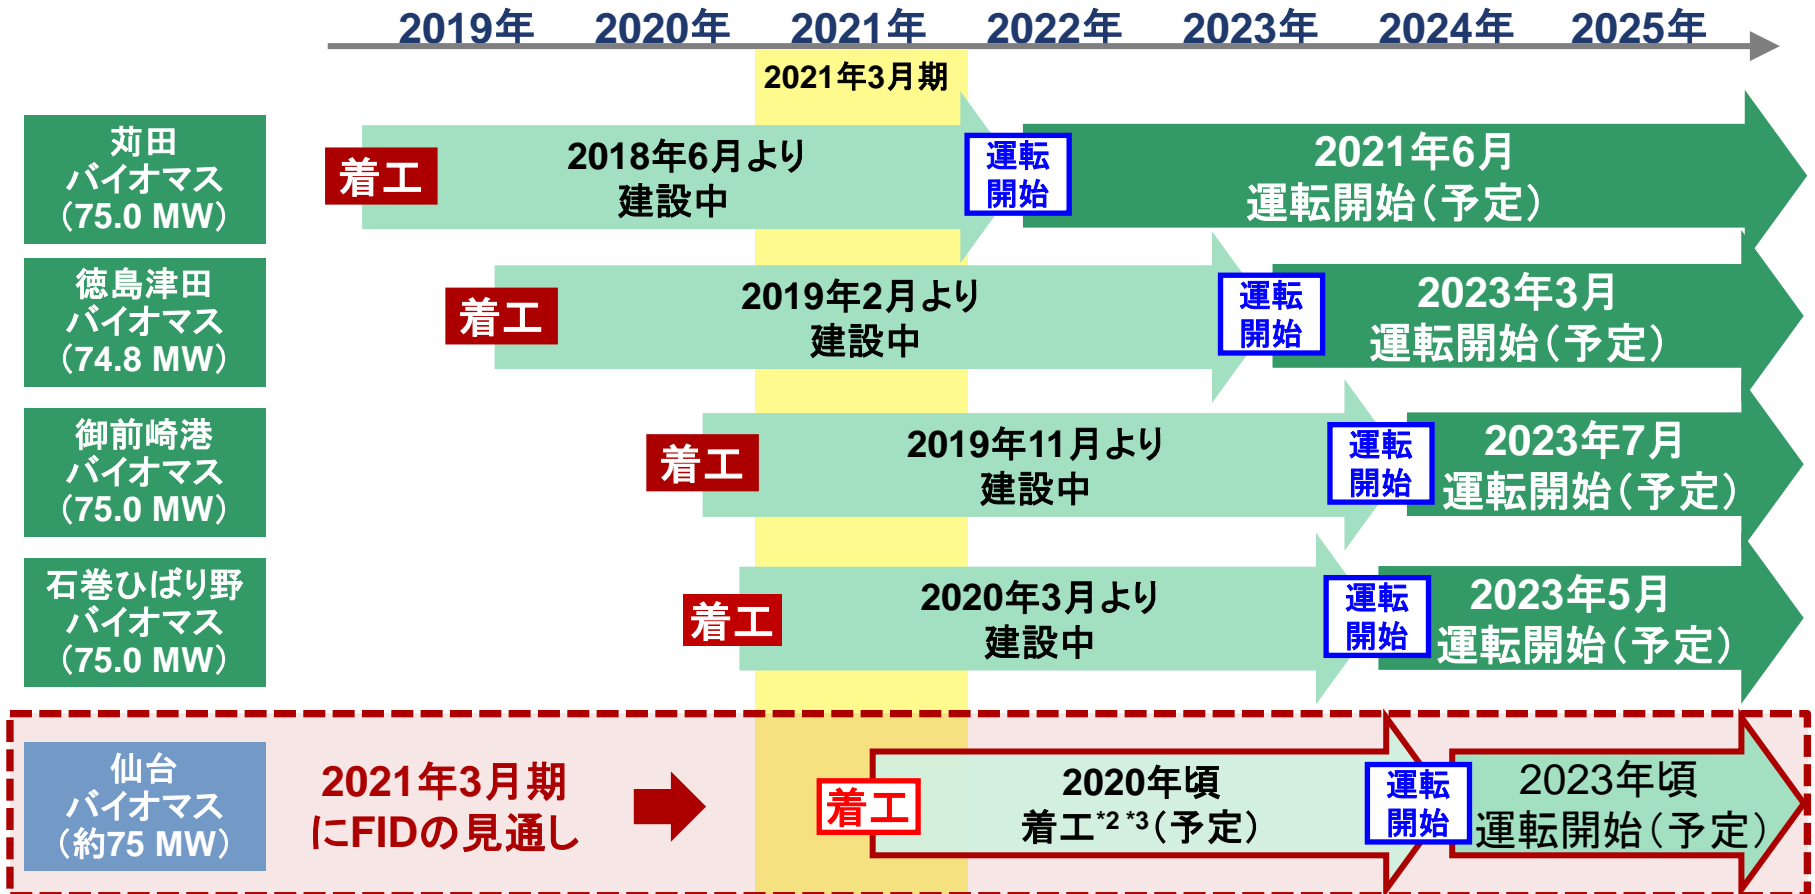 2019年 2020年 2021年 2022年 2023年 2024年 2025年
2021年3月期
苅田
バイオマス
（75.0 MW）
着工
2018年6月より
建設中
運転
開始
2021年6月
運転開始（予定）
徳島津田
バイオマス
（74.8 MW）
着工
2019年2月より
建設中
運転
開始
2023年3月
運転開始（予定）
御前崎港
バイオマス
（75.0 MW）
着工
2019年11月より
建設中
運転
開始
2023年7月
運転開始（予定）
石巻ひばり野
バイオマス
（75.0 MW）
着工
2020年3月より
建設中
運転
開始
2023年5月
運転開始（予定）
仙台
バイオマス
（約75 MW）
2021年3月期
にFIDの見通し
着工
2020年頃
着工*2 *3（予定）
運転
開始
2023年頃
運転開始（予定）